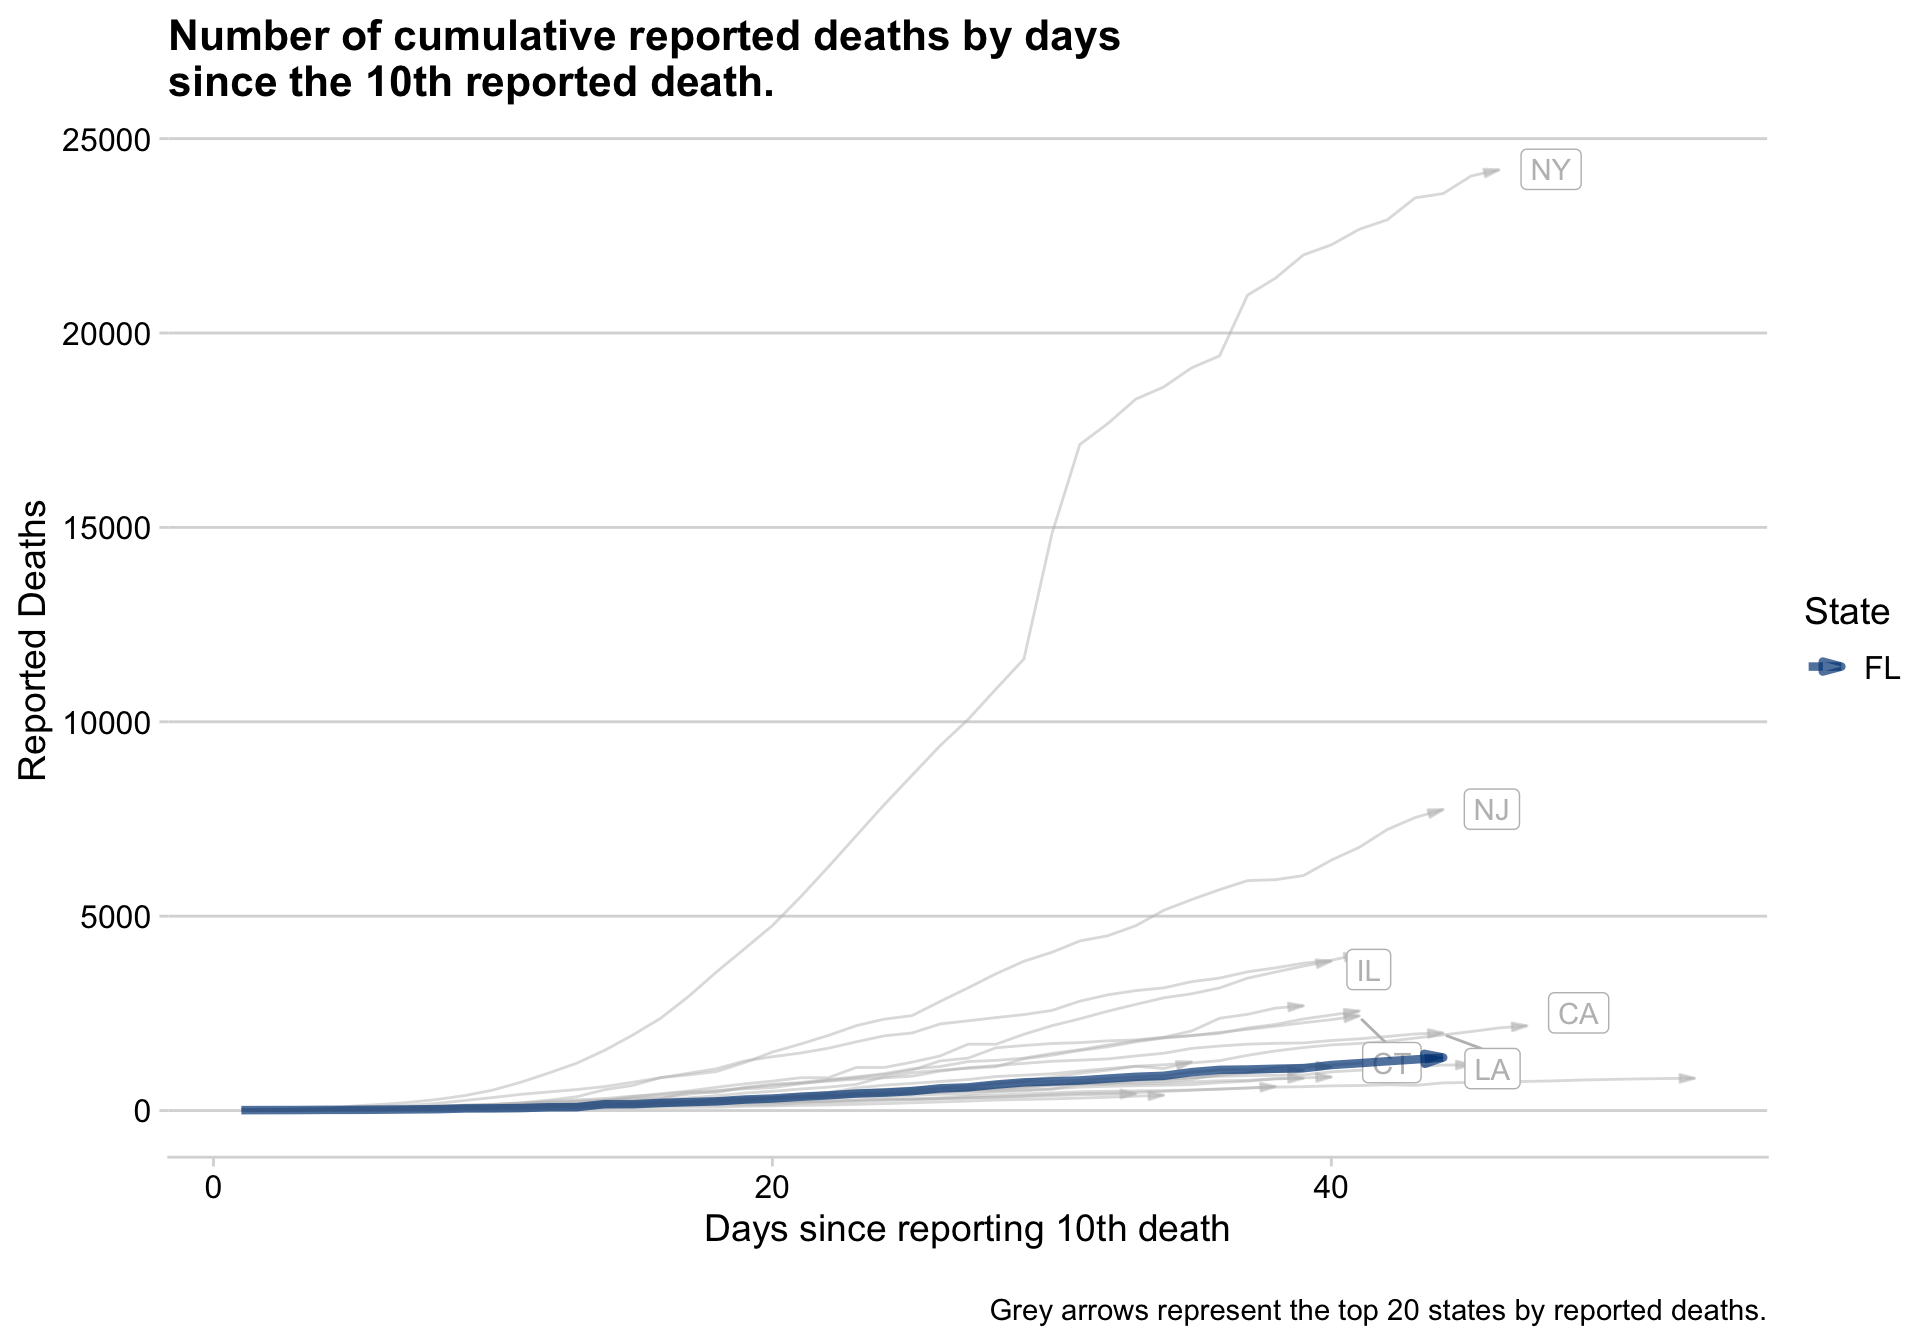 Number of cumulative reported deaths by days
since the 10th reported death.
25000
20000
15000
10000
5000
0
Reported Deaths
NY
NJ
IL
CA
CT
LA
State
FL
0
20
40
Days since reporting 10th death
Grey arrows represent the top 20 states by reported deaths.